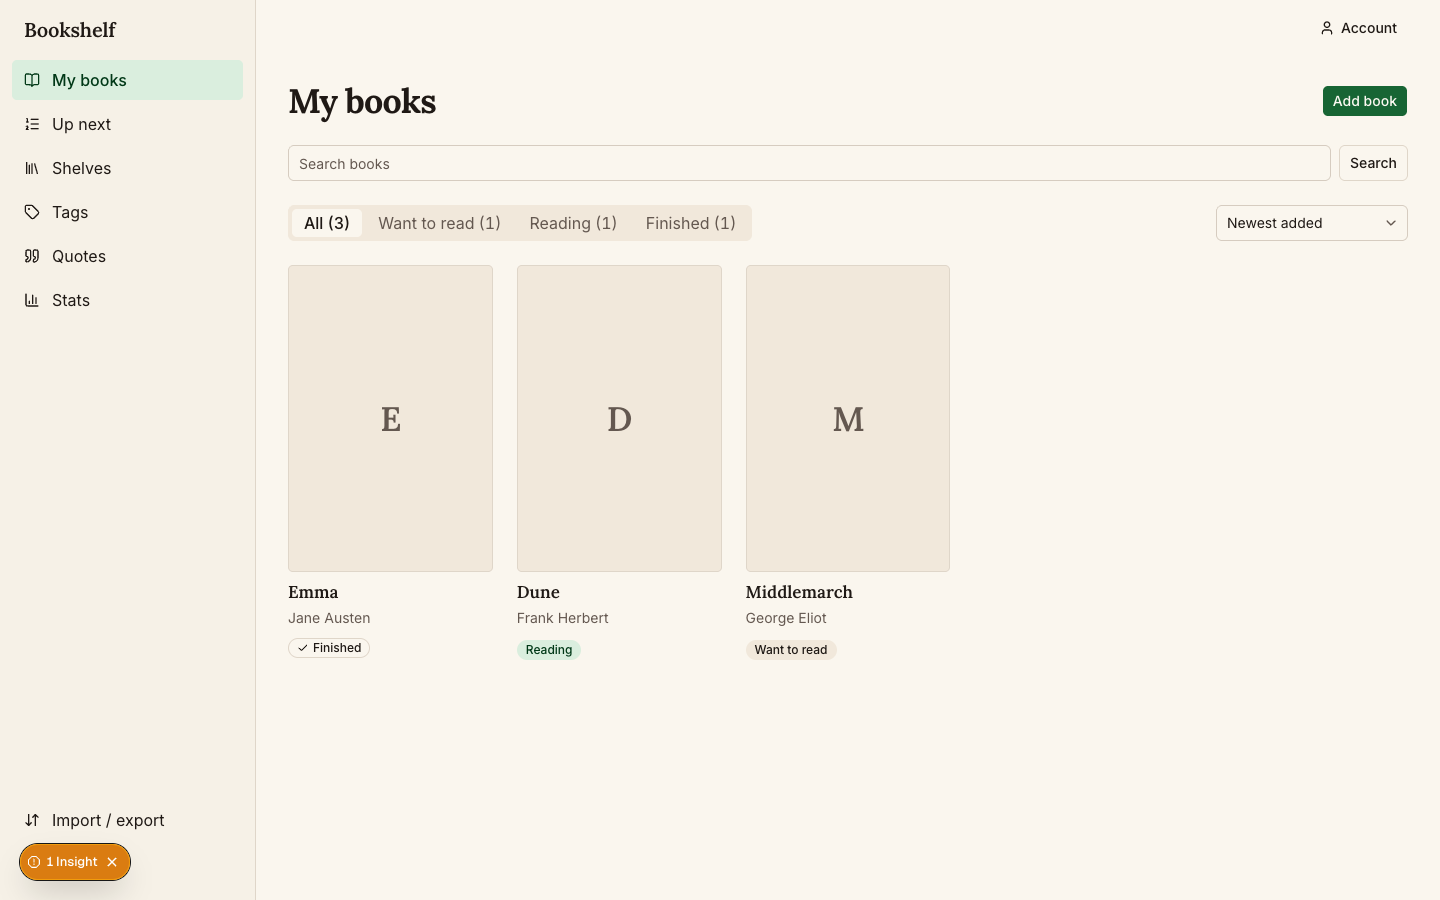 Bookshelf
Account
My books
Up next
Shelves
Tags
Quotes
Stats
Import / export
1 Insight
My books
Add book
Search books
Search
All (3)
Want to read (1)
Reading (1)
Finished (1)
Newest added
E
D
M
Emma
Jane Austen
Finished
Dune
Frank Herbert
Reading
Middlemarch
George Eliot
Want to read